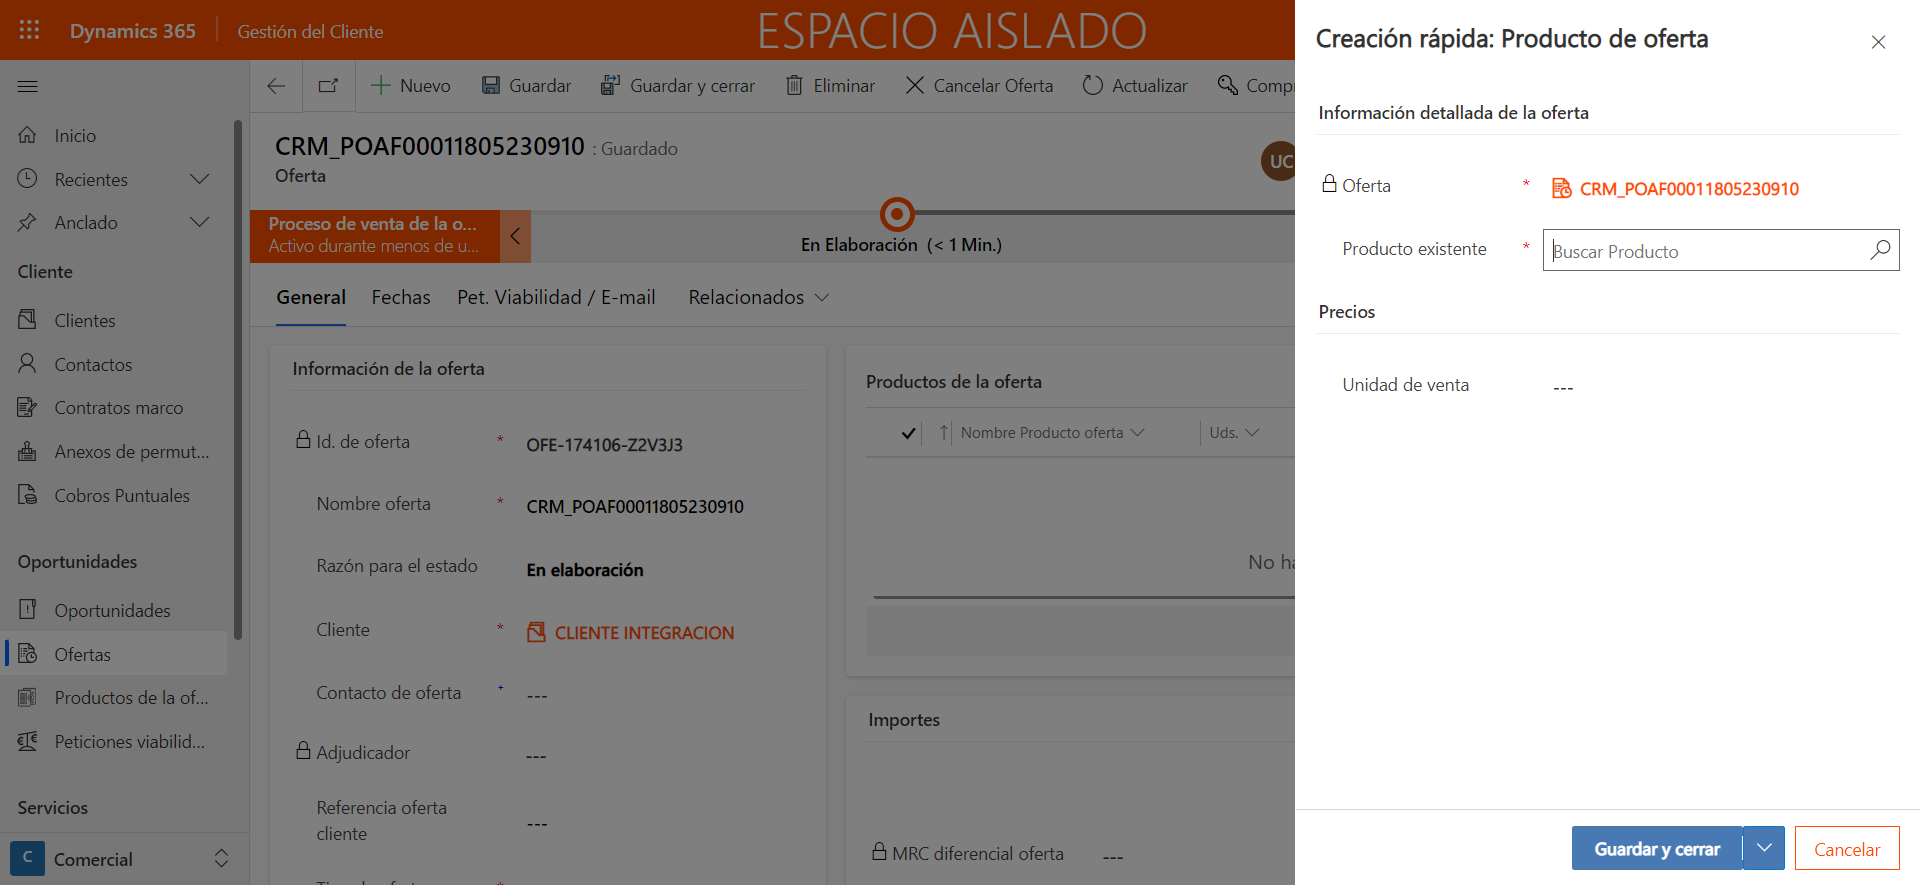 Dynamics 365
Gestión del Cliente
ESPACIO AISLADO
Nuevo
Guardar
Guardar y cerrar
Eliminar
Cancelar Oferta
Actualizar
Inicio
Recientes
Anclado
Cliente
Clientes
Contactos
Contratos marco
Anexos de permut...
Cobros Puntuales
Oportunidades
Oportunidades
Ofertas
Productos de la of...
Peticiones viabilid...
Servicios
C
Comercial
CRM_POAF00011805230910 : Guardado
Oferta
UC
Proceso de venta de la o...
Activo durante menos de u...
En Elaboración (< 1 Min.)
General
Fechas
Pet. Viabilidad / E-mail
Relacionados
Información de la oferta
Id. de oferta * OFE-174106-Z2V3J3
Nombre oferta * CRM_POAF00011805230910
Razón para el estado En elaboración
Cliente * CLIENTE INTEGRACION
Contacto de oferta + ---
Adjudicador ---
Referencia oferta
cliente ---
Productos de la oferta
Nombre Producto oferta
Uds.
No ha
Importes
MRC diferencial oferta ---
Creación rápida: Producto de oferta
Información detallada de la oferta
Oferta * CRM_POAF00011805230910
Producto existente * Buscar Producto
Precios
Unidad de venta ---
Guardar y cerrar
Cancelar